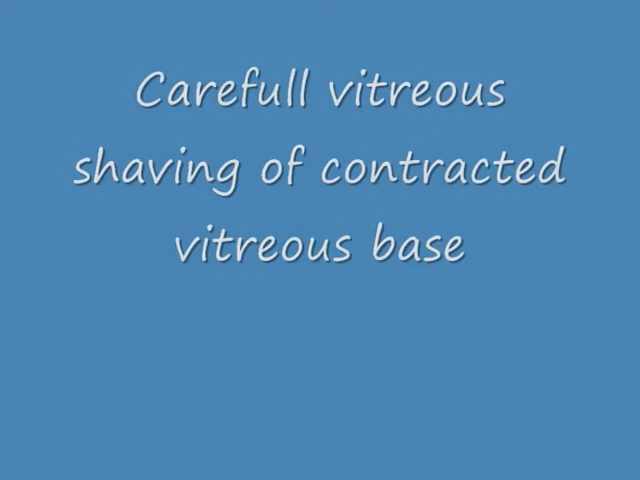 Carefull vitreous
shaving of contracted
vitreous base